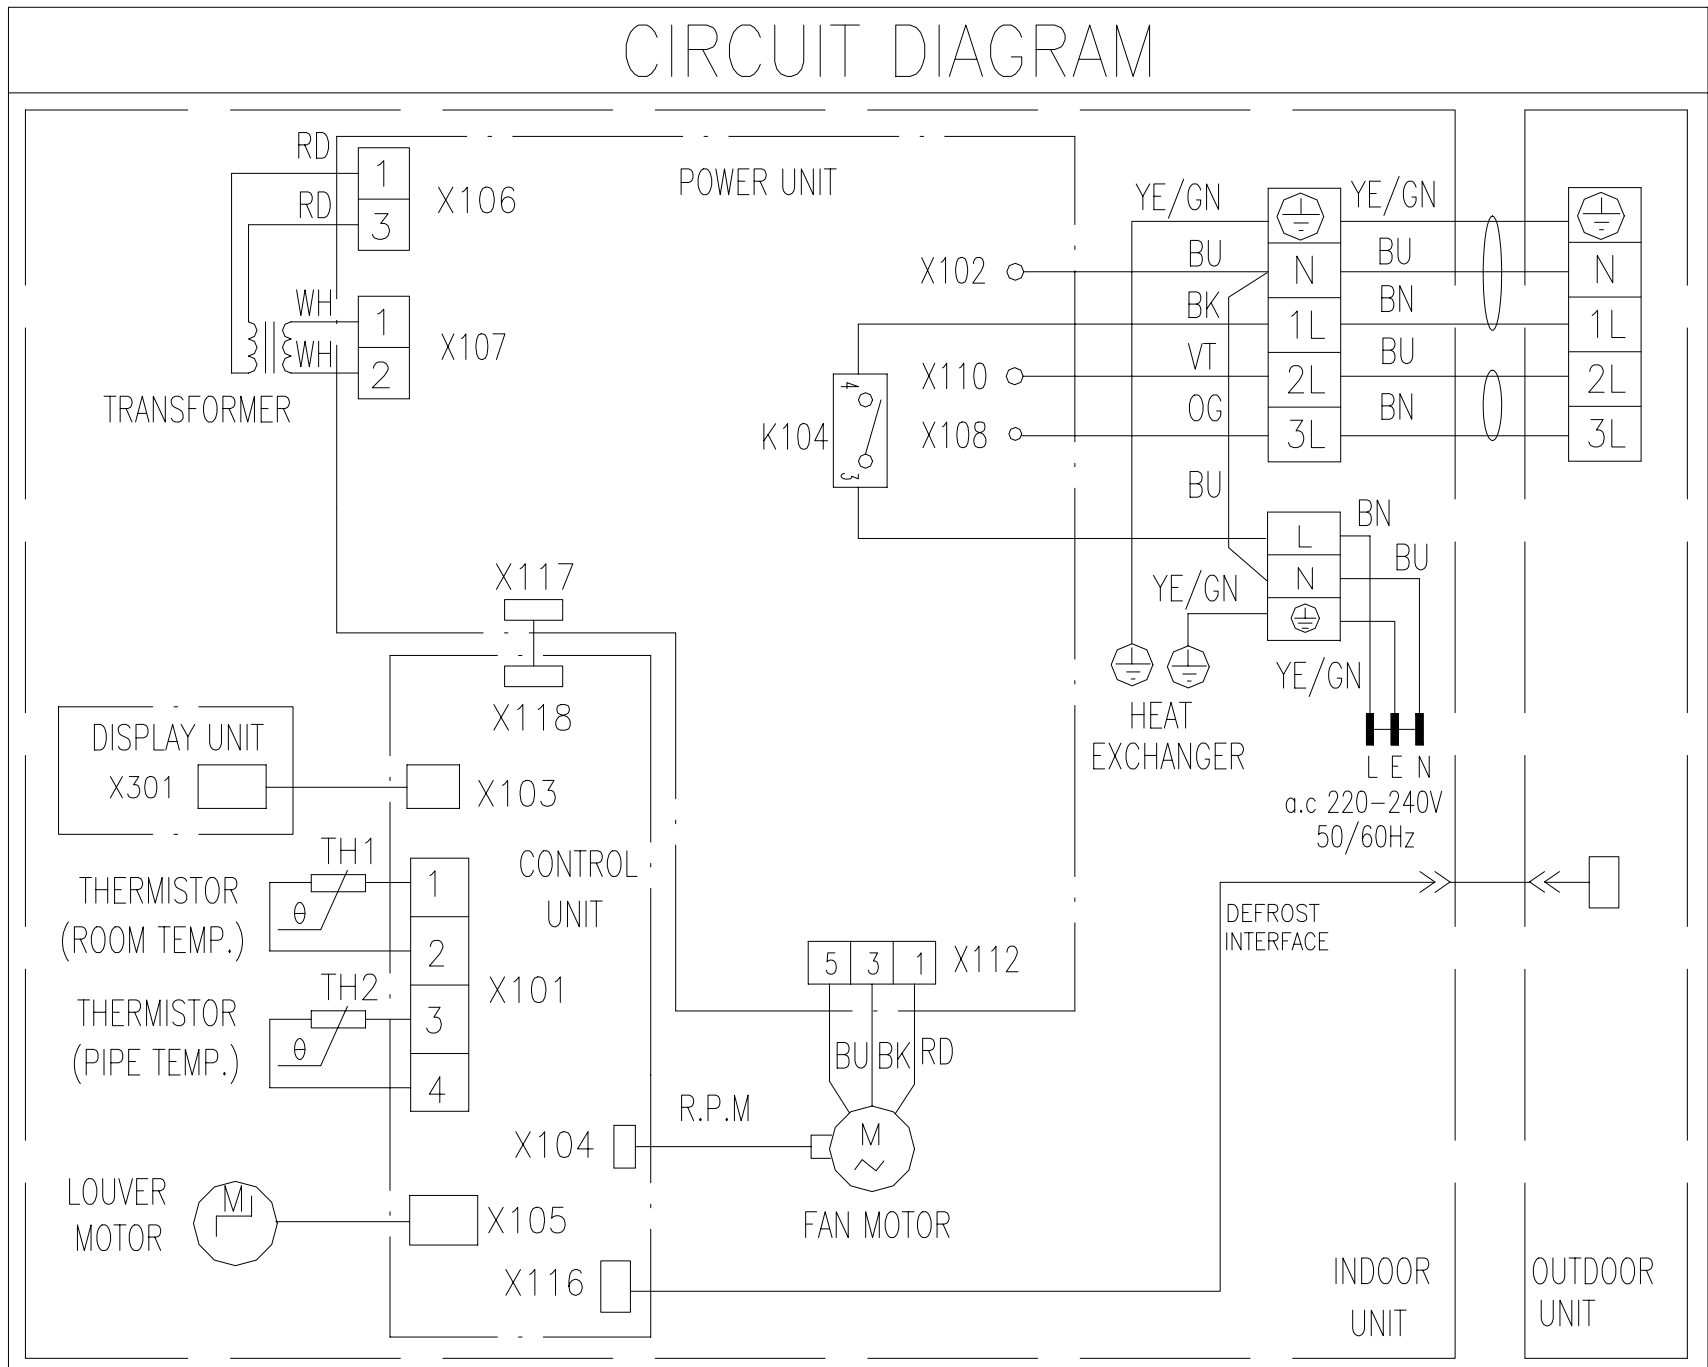 CIRCUIT DIAGRAM
RD
1
X106
RD
3
POWER UNIT
WH
1
X107
WH
2
TRANSFORMER
YE/GN
YE/GN
X102
BU
N
BU
N
BK
1L
BN
1L
X110
VT
2L
BU
2L
K104
4
3
X108
OG
3L
BN
3L
BU
L
BN
N
BU
YE/GN
YE/GN
HEAT
EXCHANGER
L E N
a.c 220-240V
50/60Hz
X117
X118
DISPLAY UNIT
X301
X103
CONTROL
UNIT
THERMISTOR
(ROOM TEMP.)
TH1
θ
1
2
X101
THERMISTOR
(PIPE TEMP.)
TH2
θ
3
4
DEFROST
INTERFACE
5 3 1 X112
BU BK RD
R.P.M
X104
M
FAN MOTOR
LOUVER
MOTOR
M
X105
X116
INDOOR
UNIT
OUTDOOR
UNIT